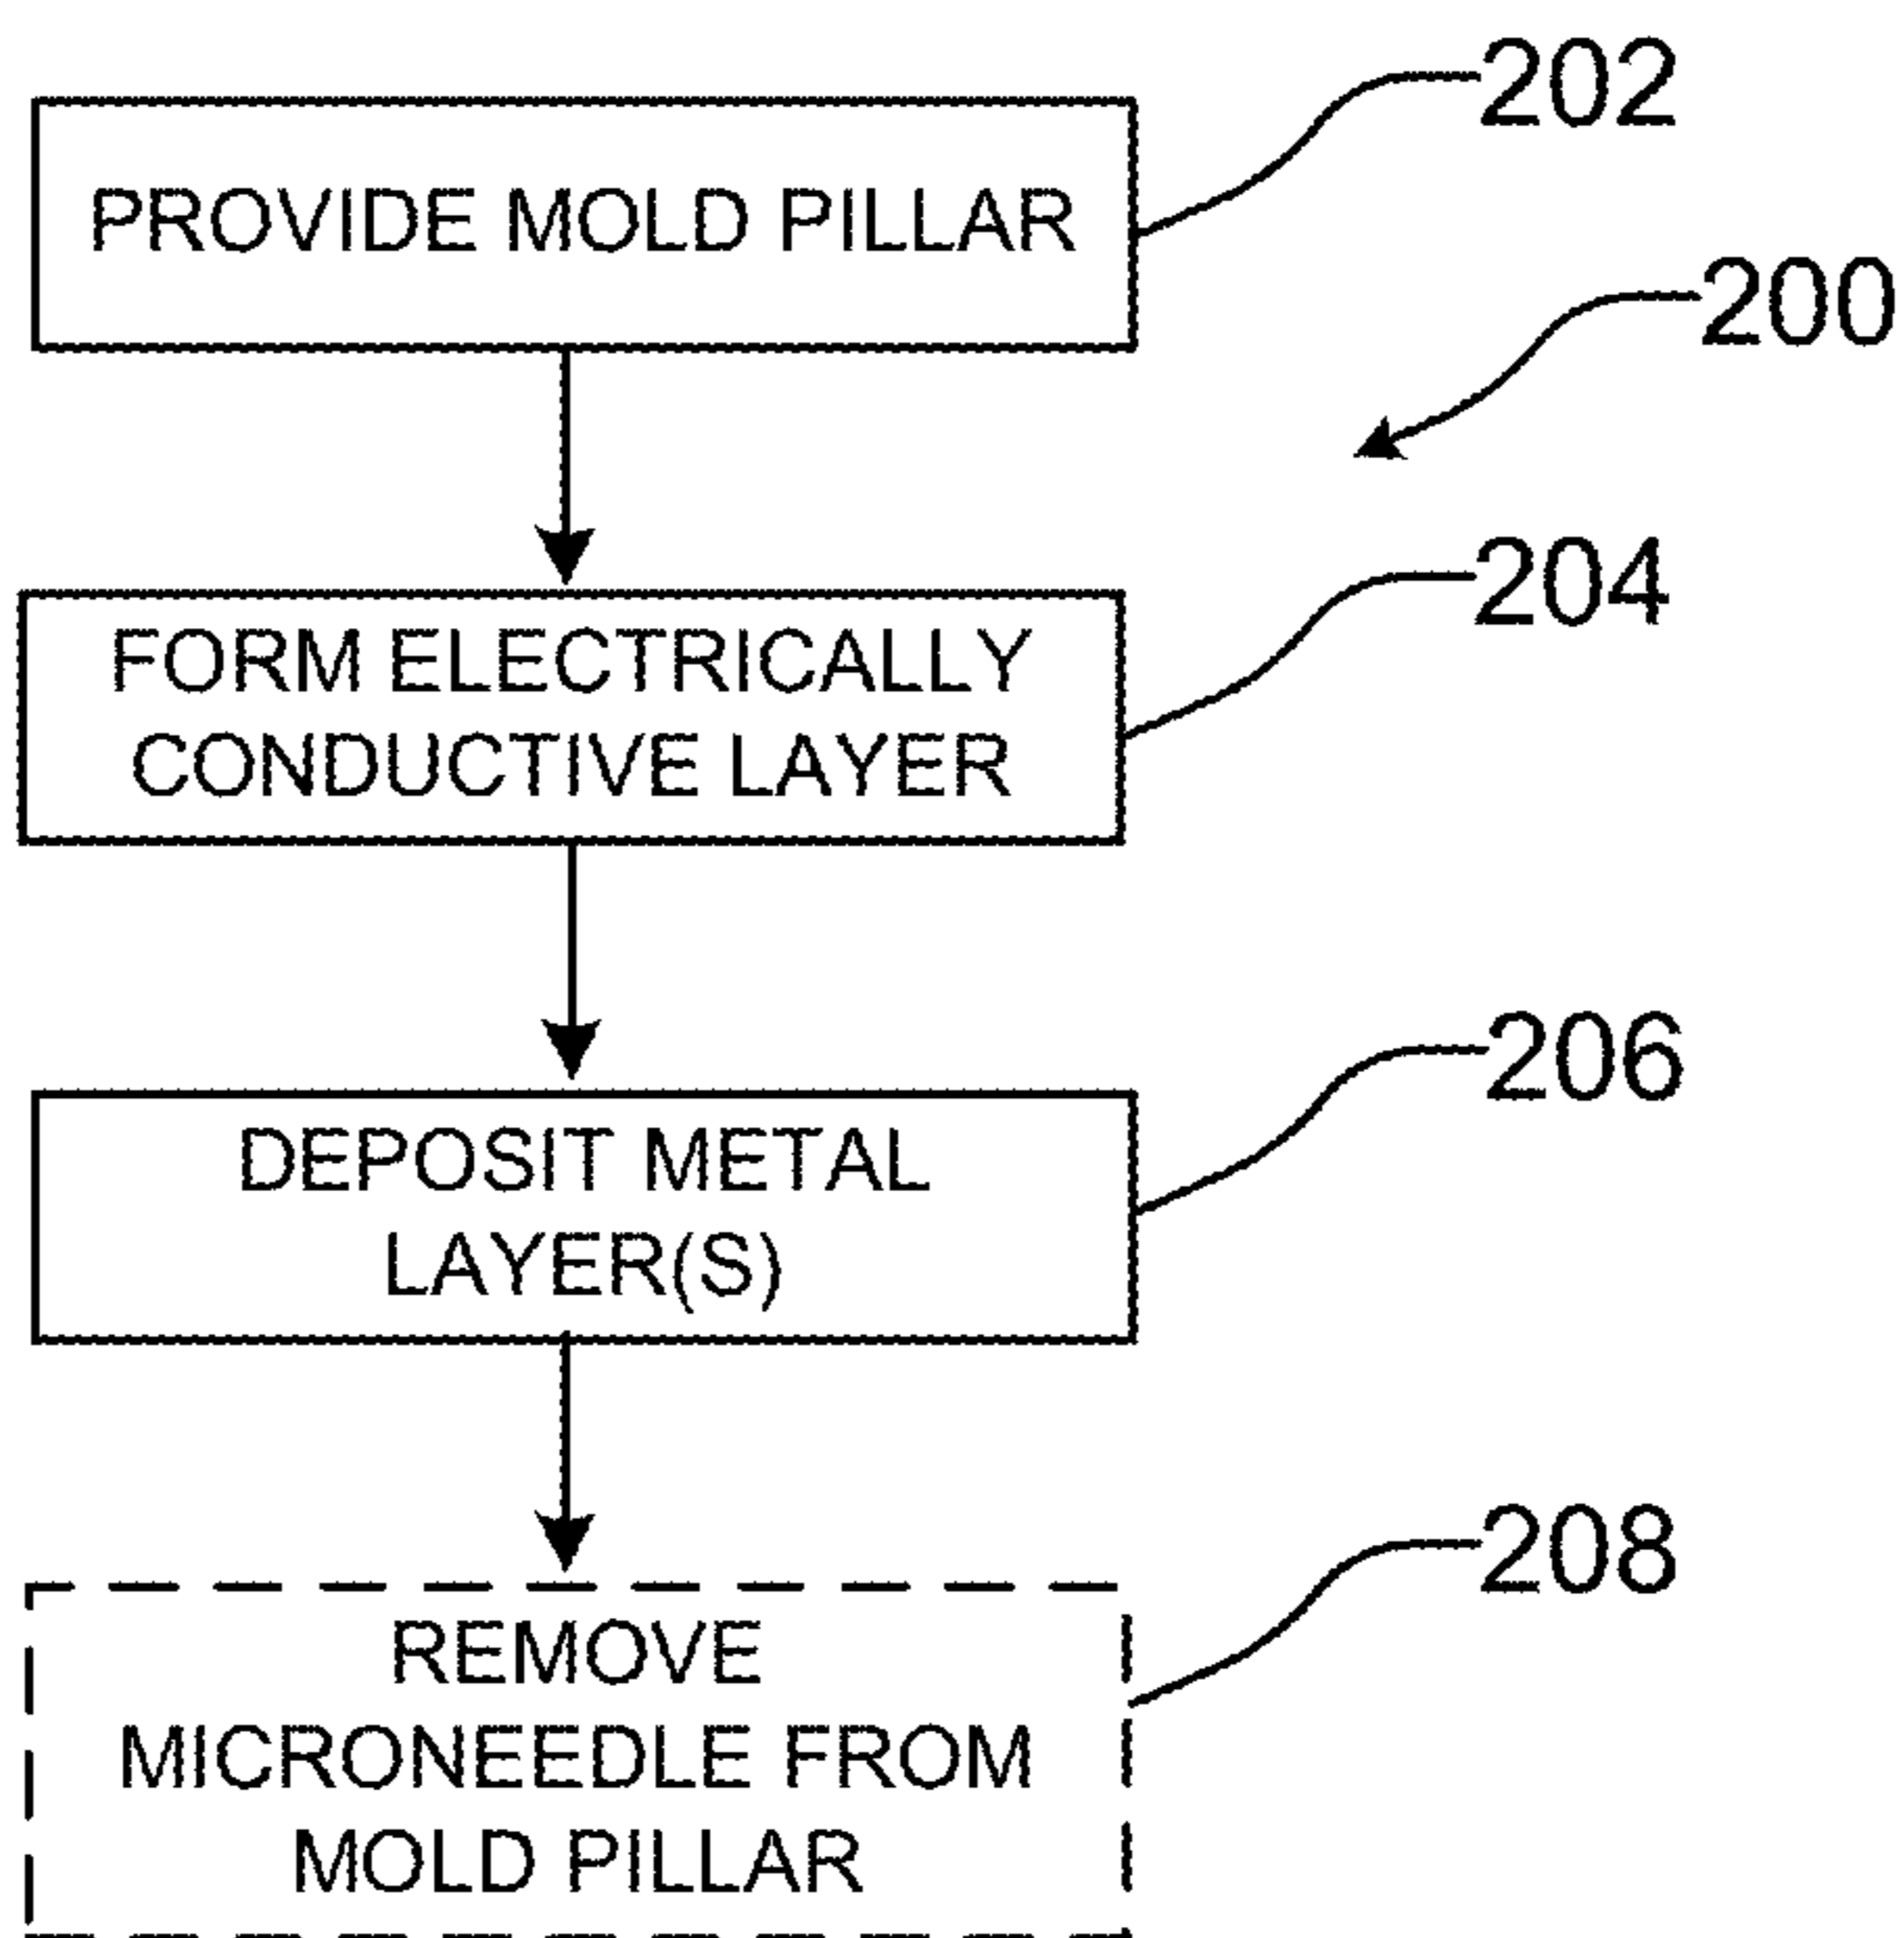 202
PROVIDE MOLD PILLAR
200
204
FORM ELECTRICALLY
CONDUCTIVE LAYER
206
DEPOSIT METAL
LAYER(S)
208
REMOVE
MICRONEEDLE FROM
MOLD PILLAR